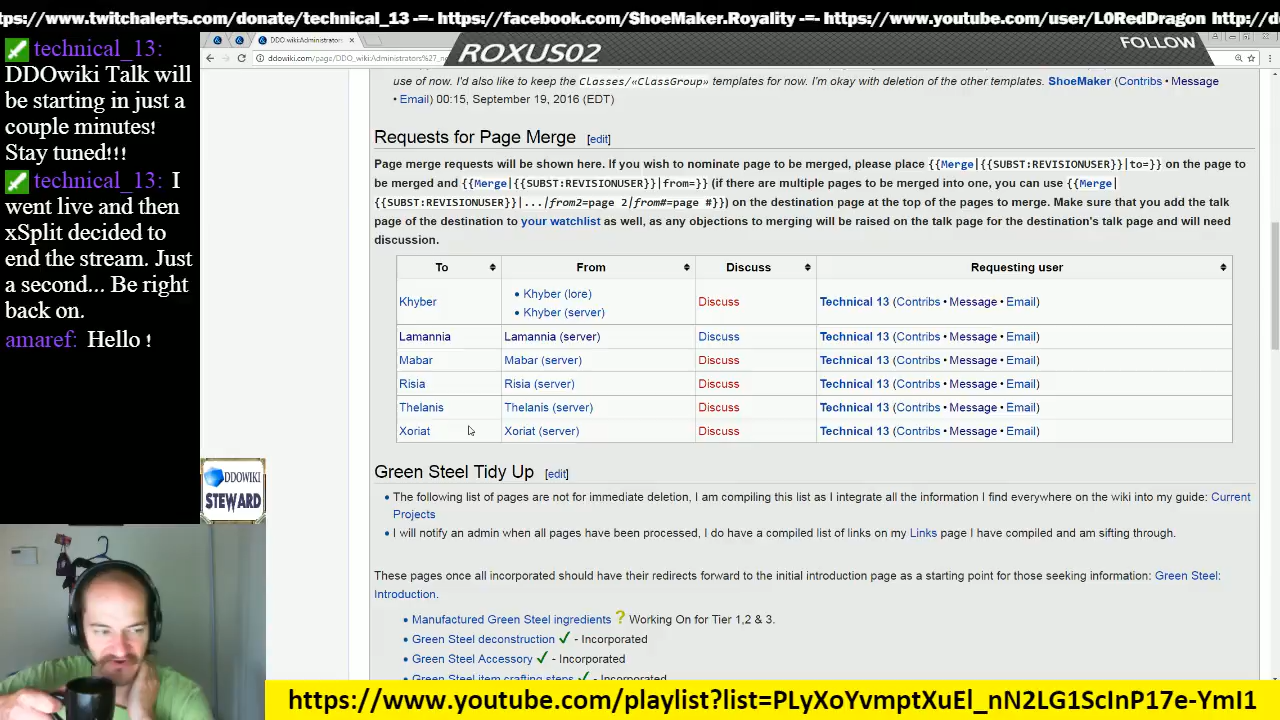 https://www.twitchalerts.com/donate/technical_13 -=- https://facebook.com/ShoeMaker.Royality -=- https://www.youtube.com/user/L0RedDragon
technical_13:
DDOwiki Talk will
be starting in just a
couple minutes!
Stay tuned!!!
technical_13: I
went live and then
xSplit decided to
end the stream. Just
a second... Be right
back on.
amaref: Hello !
DDO wiki:Administrators
ROXUS02
FOLLOW
ddowiki.com/page/DDO_wiki:Administrators%27_n
use of now. I'd also like to keep the Classes/«ClassGroup» templates for now. I'm okay with deletion of the other templates. ShoeMaker (Contribs • Message
• Email) 00:15, September 19, 2016 (EDT)
Requests for Page Merge [edit]
Page merge requests will be shown here. If you wish to nominate page to be merged, please place {{Merge|{{SUBST:REVISIONUSER}}|to=}} on the page to
be merged and {{Merge|{{SUBST:REVISIONUSER}}|from=}} (if there are multiple pages to be merged into one, you can use {{Merge|
{{SUBST:REVISIONUSER}}|...|from2=page 2|from#=page #}}) on the destination page at the top of the pages to merge. Make sure that you add the talk
page of the destination to your watchlist as well, as any objections to merging will be raised on the talk page for the destination's talk page and will need
discussion.
To From Discuss Requesting user
Khyber • Khyber (lore) • Khyber (server) Discuss Technical 13 (Contribs • Message • Email)
Lamannia Lamannia (server) Discuss Technical 13 (Contribs • Message • Email)
Mabar Mabar (server) Discuss Technical 13 (Contribs • Message • Email)
Risia Risia (server) Discuss Technical 13 (Contribs • Message • Email)
Thelanis Thelanis (server) Discuss Technical 13 (Contribs • Message • Email)
Xoriat Xoriat (server) Discuss Technical 13 (Contribs • Message • Email)
Green Steel Tidy Up [edit]
• The following list of pages are not for immediate deletion, I am compiling this list as I integrate all the information I find everywhere on the wiki into my guide: Current
Projects
• I will notify an admin when all pages have been processed, I do have a compiled list of links on my Links page I have compiled and am sifting through.
These pages once all incorporated should have their redirects forward to the initial introduction page as a starting point for those seeking information: Green Steel:
Introduction.
• Manufactured Green Steel ingredients ? Working On for Tier 1,2 & 3.
• Green Steel deconstruction ✓ - Incorporated
• Green Steel Accessory ✓ - Incorporated
• Green Steel item crafting steps ✓ - Incorporated
DDOWIKI
STEWARD
https://www.youtube.com/playlist?list=PLyXoYvmptXuEl_nN2LG1ScInP17e-YmI1